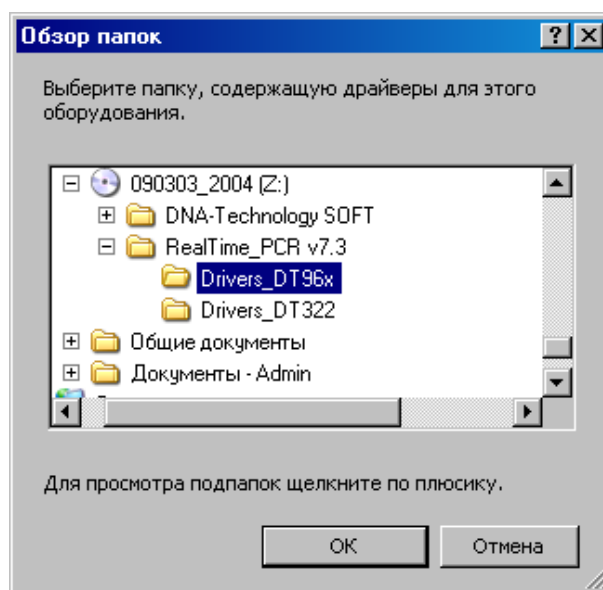 Обзор папок
Выберите папку, содержащую драйверы для этого
оборудования.
090303_2004 (Z:)
DNA-Technology SOFT
RealTime_PCR v7.3
Drivers_DT96x
Drivers_DT322
Общие документы
Документы - Admin
Для просмотра подпапок щелкните по плюсику.
ОК
Отмена